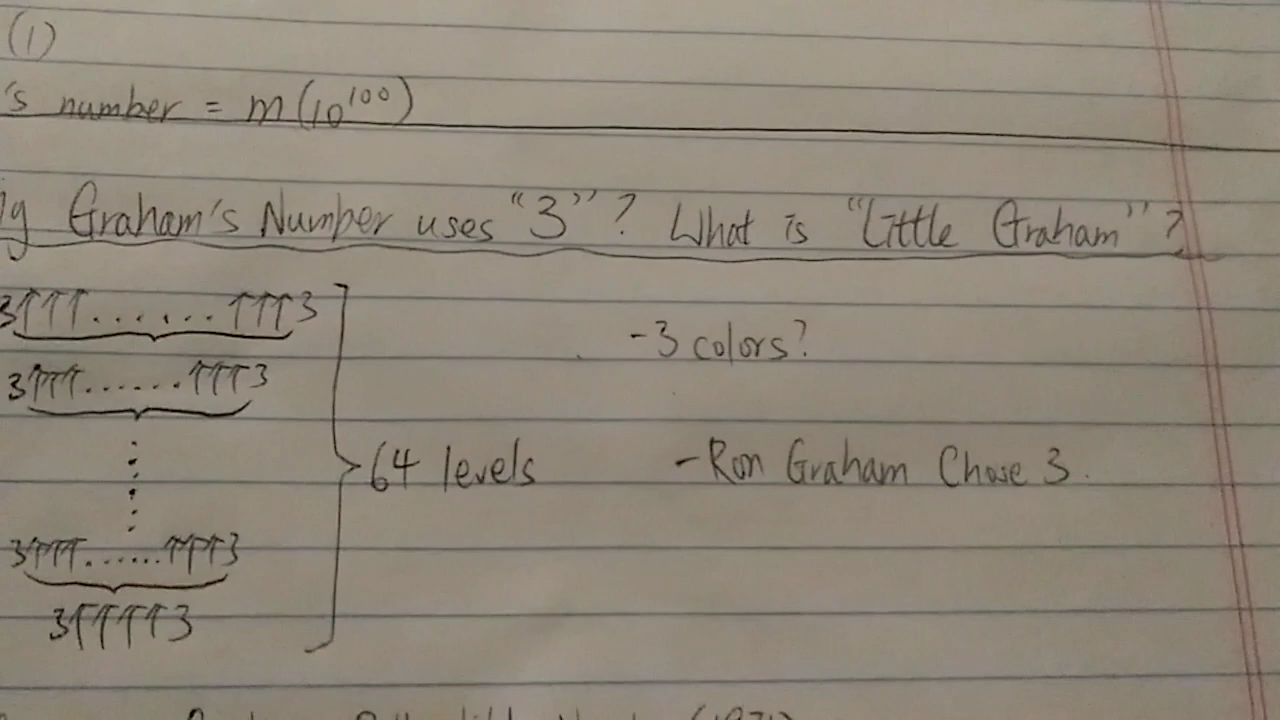 (1)
's number = m(10^100)
Graham's Number uses "3"? What is "Little Graham"?
3↑↑↑.......↑↑↑3
- 3 colors?
3↑↑↑......↑↑↑3
64 levels
- Ron Graham Chose 3.
3↑↑↑......↑↑↑3
3↑↑↑↑3